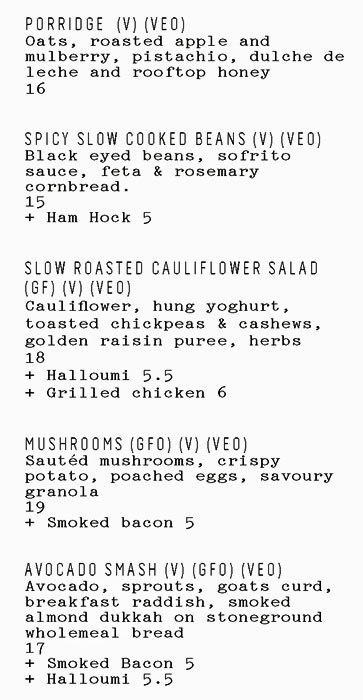 PORRIDGE (V) (VEO)
Oats, roasted apple and
mulberry, pistachio, dulche de
leche and rooftop honey
16
SPICY SLOW COOKED BEANS (V) (VEO)
Black eyed beans, sofrito
sauce, feta & rosemary
cornbread.
15
+ Ham Hock 5
SLOW ROASTED CAULIFLOWER SALAD
(GF) (V) (VEO)
Cauliflower, hung yoghurt,
toasted chickpeas & cashews,
golden raisin puree, herbs
18
+ Halloumi 5.5
+ Grilled chicken 6
MUSHROOMS (GFO) (V) (VEO)
Sautéd mushrooms, crispy
potato, poached eggs, savoury
granola
19
+ Smoked bacon 5
AVOCADO SMASH (V) (GFO) (VEO)
Avocado, sprouts, goats curd,
breakfast raddish, smoked
almond dukkah on stoneground
wholemeal bread
17
+ Smoked Bacon 5
+ Halloumi 5.5